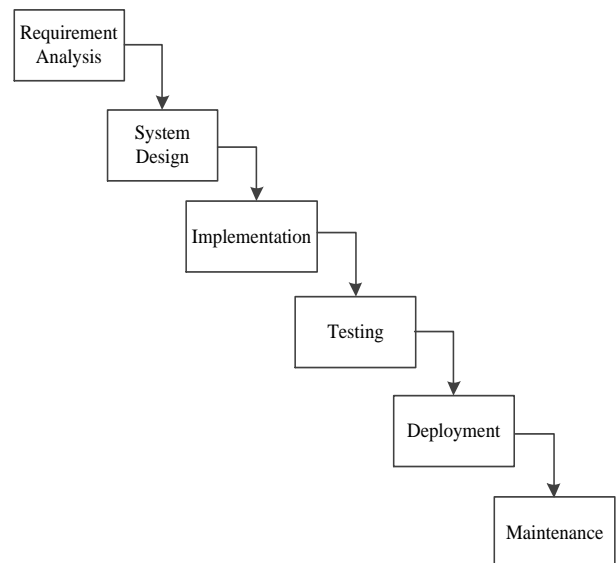 Requirement
Analysis
System
Design
Implementation
Testing
Deployment
Maintenance